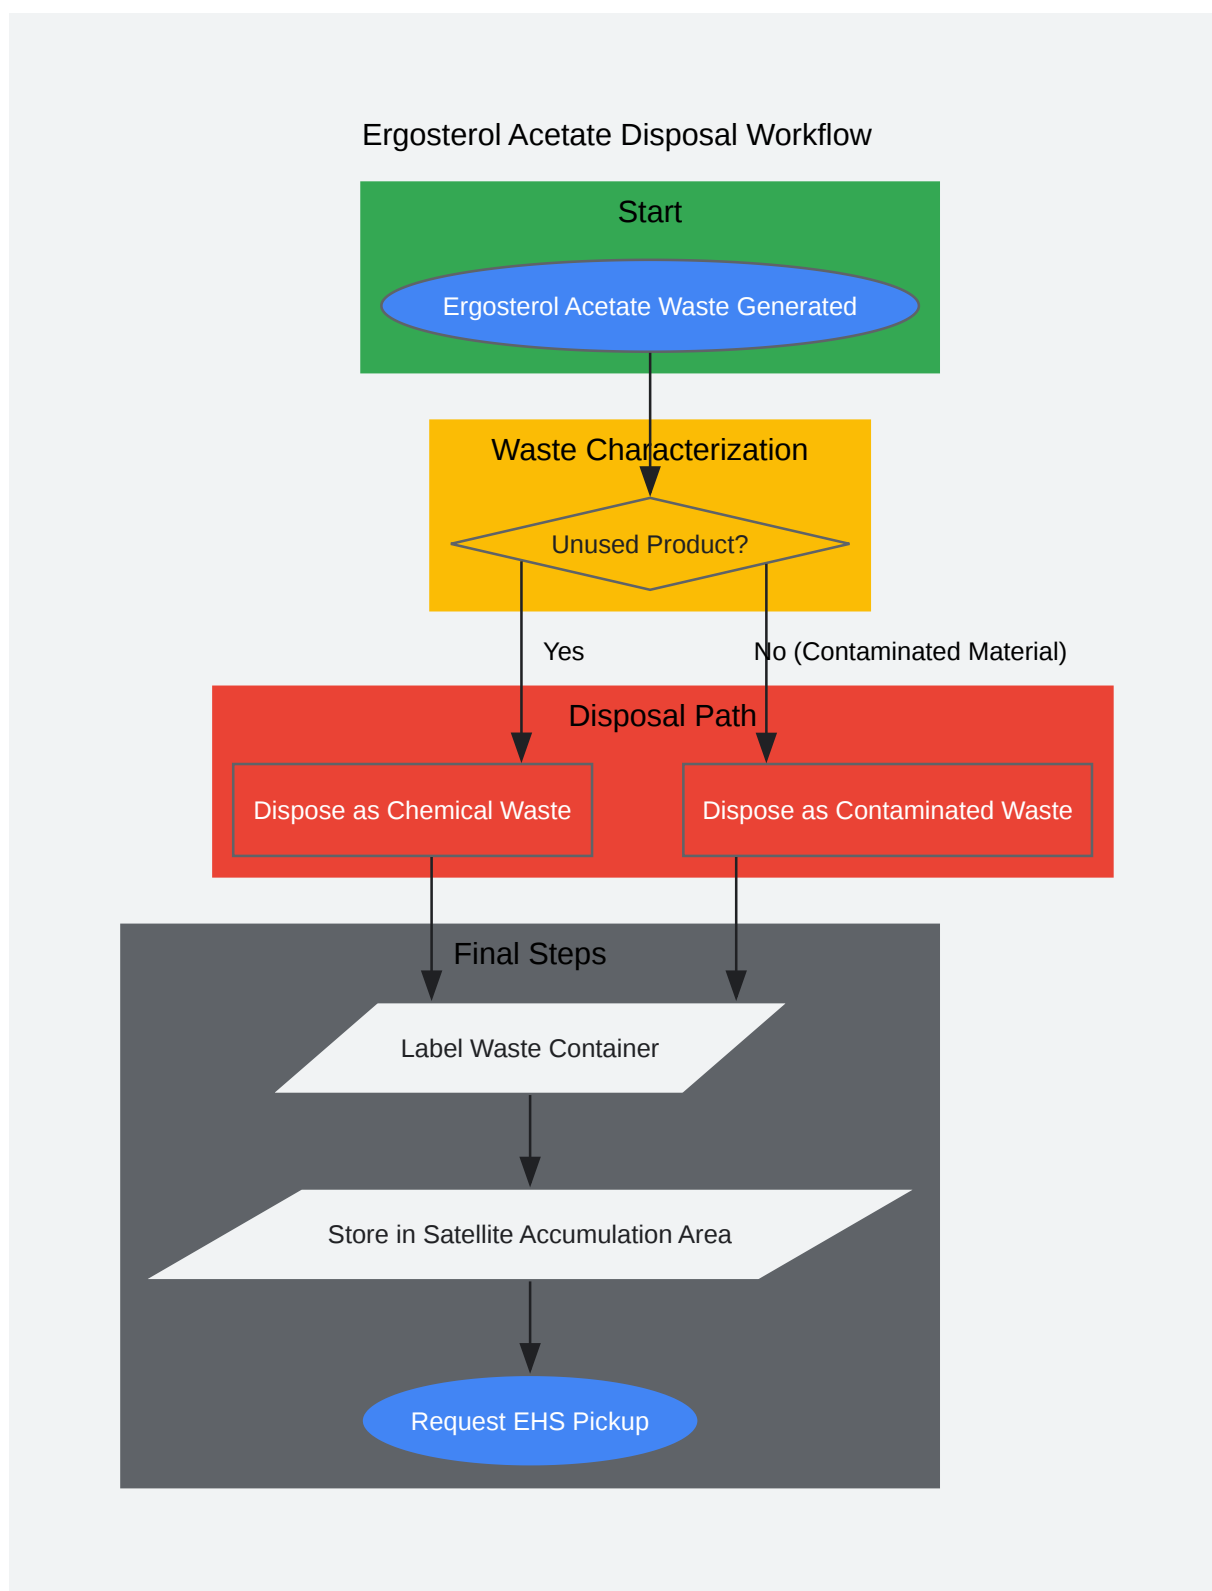 Ergosterol Acetate Disposal Workflow
Start
Ergosterol Acetate Waste Generated
Waste Characterization
Unused Product?
Yes
No (Contaminated Material)
Disposal Path
Dispose as Chemical Waste
Dispose as Contaminated Waste
Final Steps
Label Waste Container
Store in Satellite Accumulation Area
Request EHS Pickup